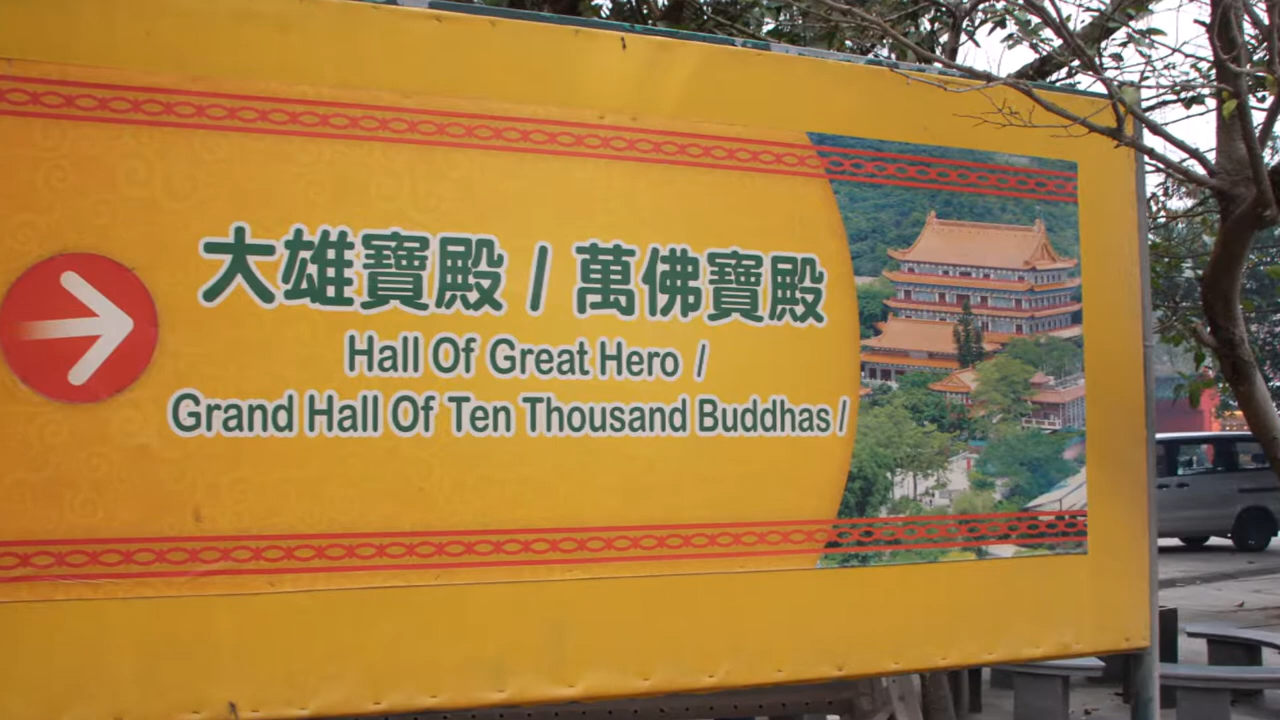 大雄寶殿 / 萬佛寶殿
Hall Of Great Hero /
Grand Hall Of Ten Thousand Buddhas /